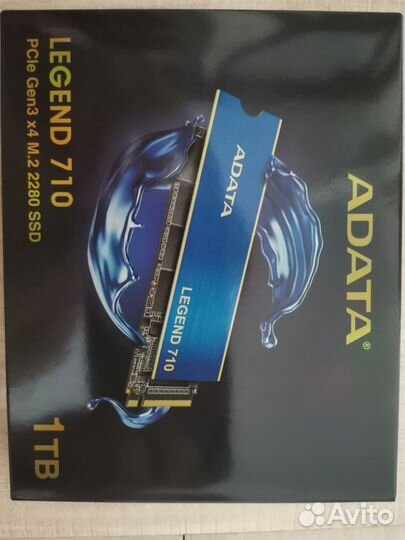 LEGEND 710
PCIe Gen3 x4 M.2 2280 SSD
ADATA
LEGEND 710
ADATA®
1TB
Avito